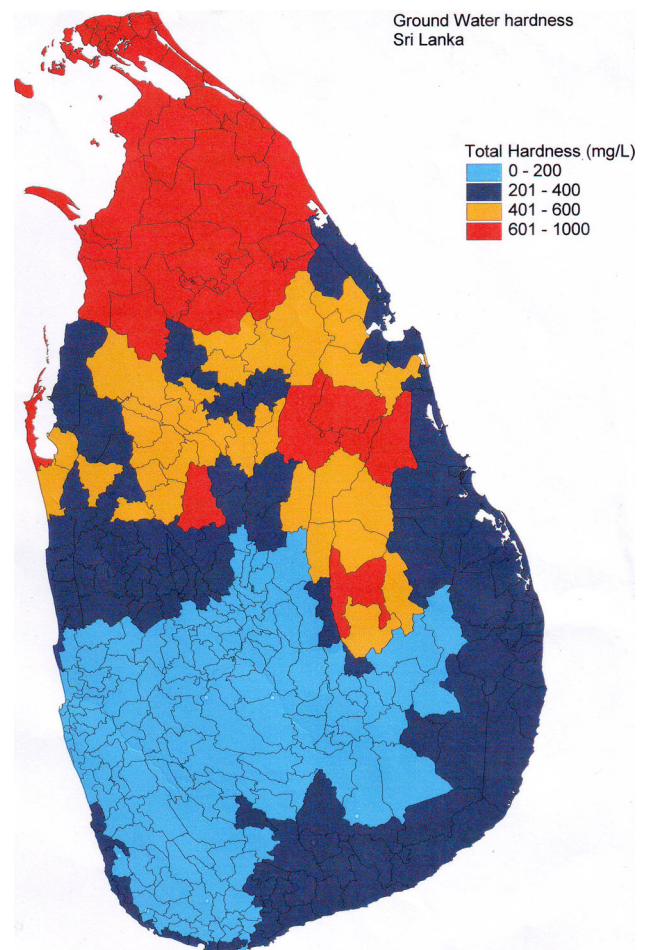 Ground Water hardness
Sri Lanka
Total Hardness (mg/L)
0 - 200
201 - 400
401 - 600
601 - 1000